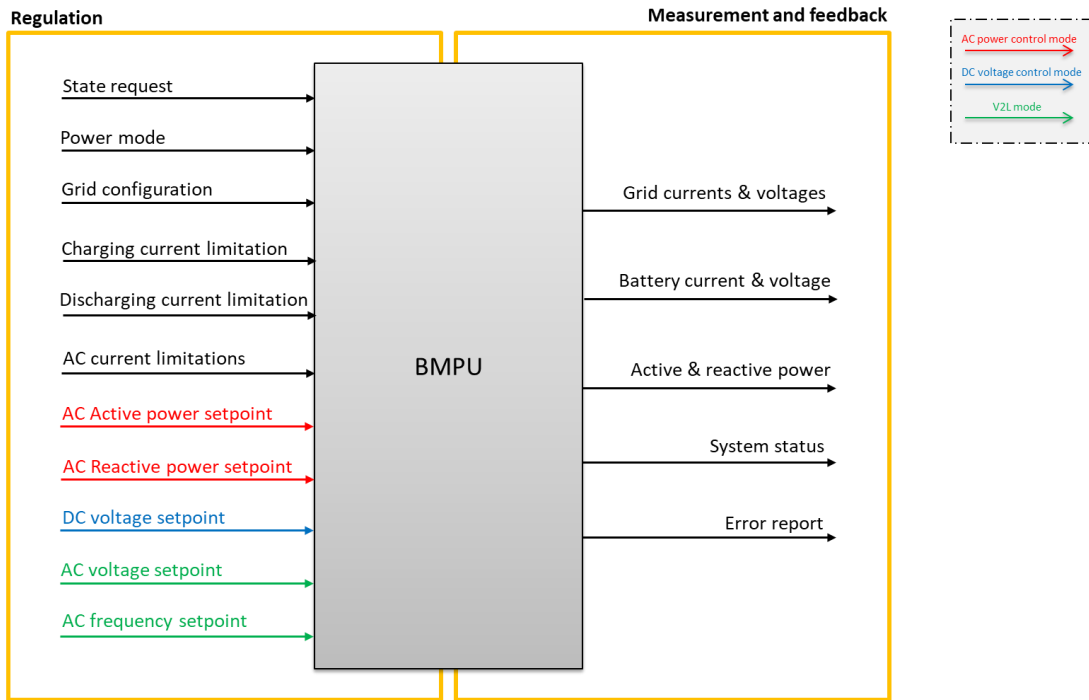 Regulation
Measurement and feedback
AC power control mode
DC voltage control mode
V2L mode
State request
Power mode
Grid configuration
Charging current limitation
Discharging current limitation
AC current limitations
AC Active power setpoint
AC Reactive power setpoint
DC voltage setpoint
AC voltage setpoint
AC frequency setpoint
BMPU
Grid currents & voltages
Battery current & voltage
Active & reactive power
System status
Error report